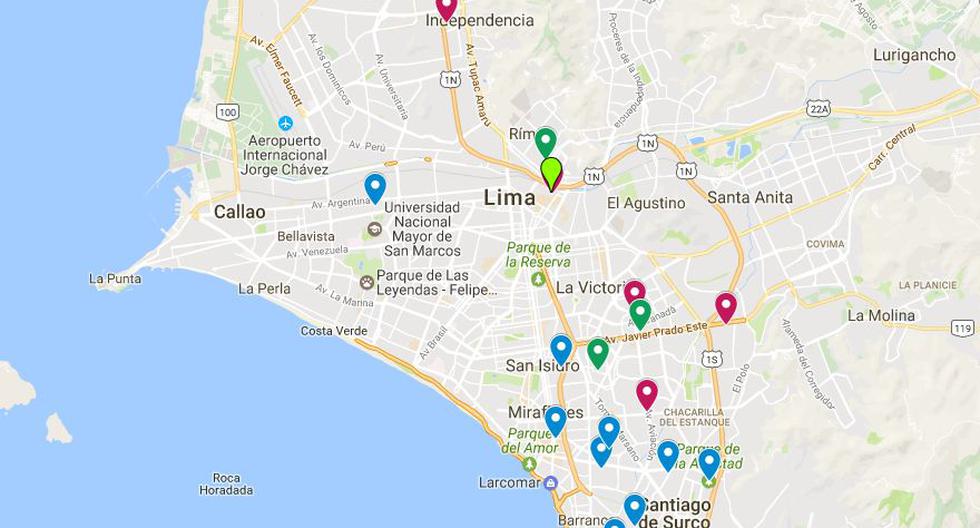 Independencia
Lurigancho
Agosto
Av. Elmer Faucett
Av. los Dominicos
Av. Universitaria
Av. Tupac Amaru
Proceres de la Independencia
1N
100
22A
Rím
Aeropuerto
Internacional
Jorge Chávez
Av. Perú
1N
1N
1N
Carr. Central
Lima
El Agustino
Santa Anita
Callao
Av. Argentina
Universidad
Nacional
Mayor de
San Marcos
Bellavista
Av. Venezuela
COVIMA
Parque de
la Reserva
La Punta
La Perla
Parque de Las
Leyendas - Felipe...
Av. La Marina
La Victori
LA PLANICIE
La Molina
119
Costa Verde
Av Brasil
Av. Javier Prado Este
1S
Alameda del Corregidor
El Polo
San Isidro
Miraflores
CHACARILLA
DEL ESTANQUE
Av. Aviación
Parque
del Amor
Parque de
Larcomar
Roca
Horadada
Santiago
de Surco
Barranc